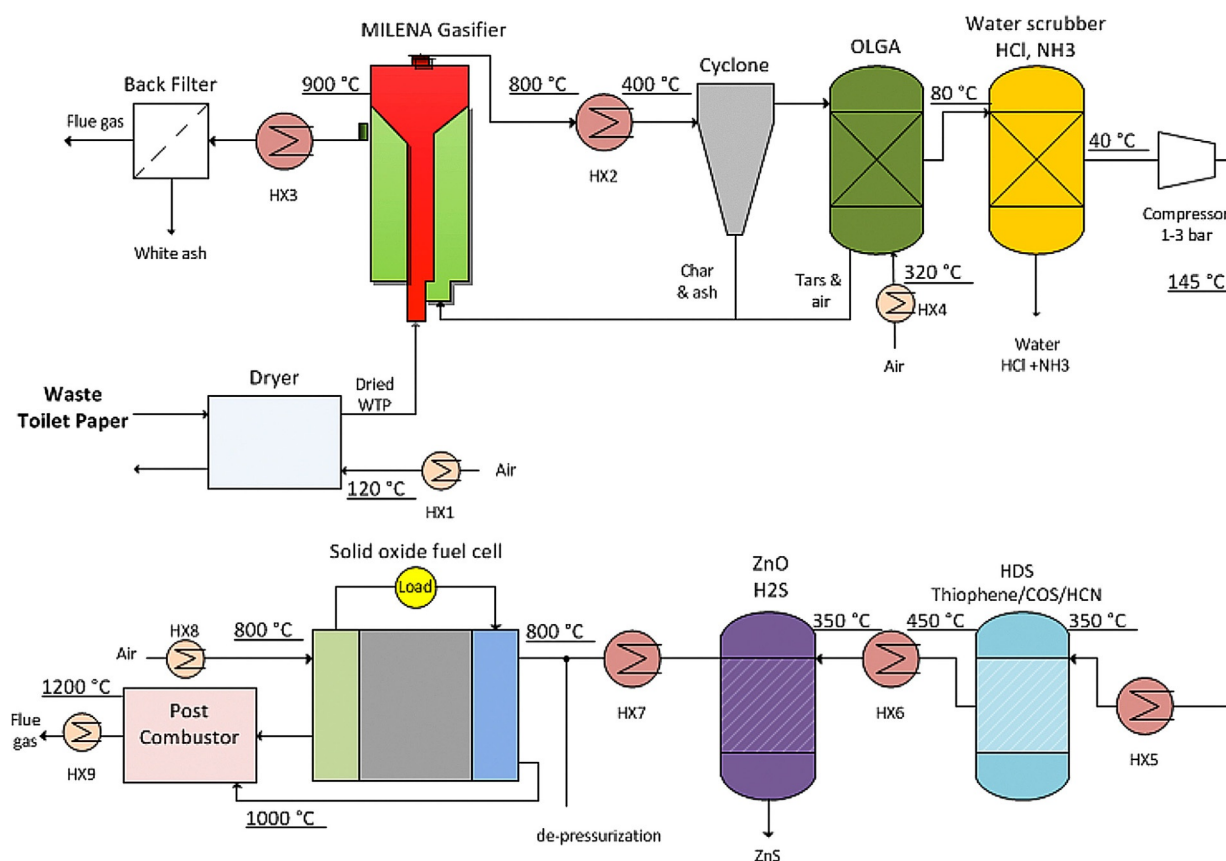 MILENA Gasifier
Water scrubber
HCl, NH3
OLGA
Cyclone
Back Filter
900 °C
800 °C
400 °C
80 °C
40 °C
Flue gas
HX3
HX2
White ash
Compressor
1-3 bar
145 °C
Char
& ash
Tars &
air
320 °C
HX4
Air
Water
HCl +NH3
Dryer
Waste
Toilet Paper
Dried
WTP
120 °C
Air
HX1
Solid oxide fuel cell
Load
ZnO
H2S
HDS
Thiophene/COS/HCN
HX8
Air
800 °C
800 °C
350 °C
450 °C
350 °C
1200 °C
Flue
gas
Post
Combustor
HX9
HX7
HX6
HX5
1000 °C
de-pressurization
ZnS